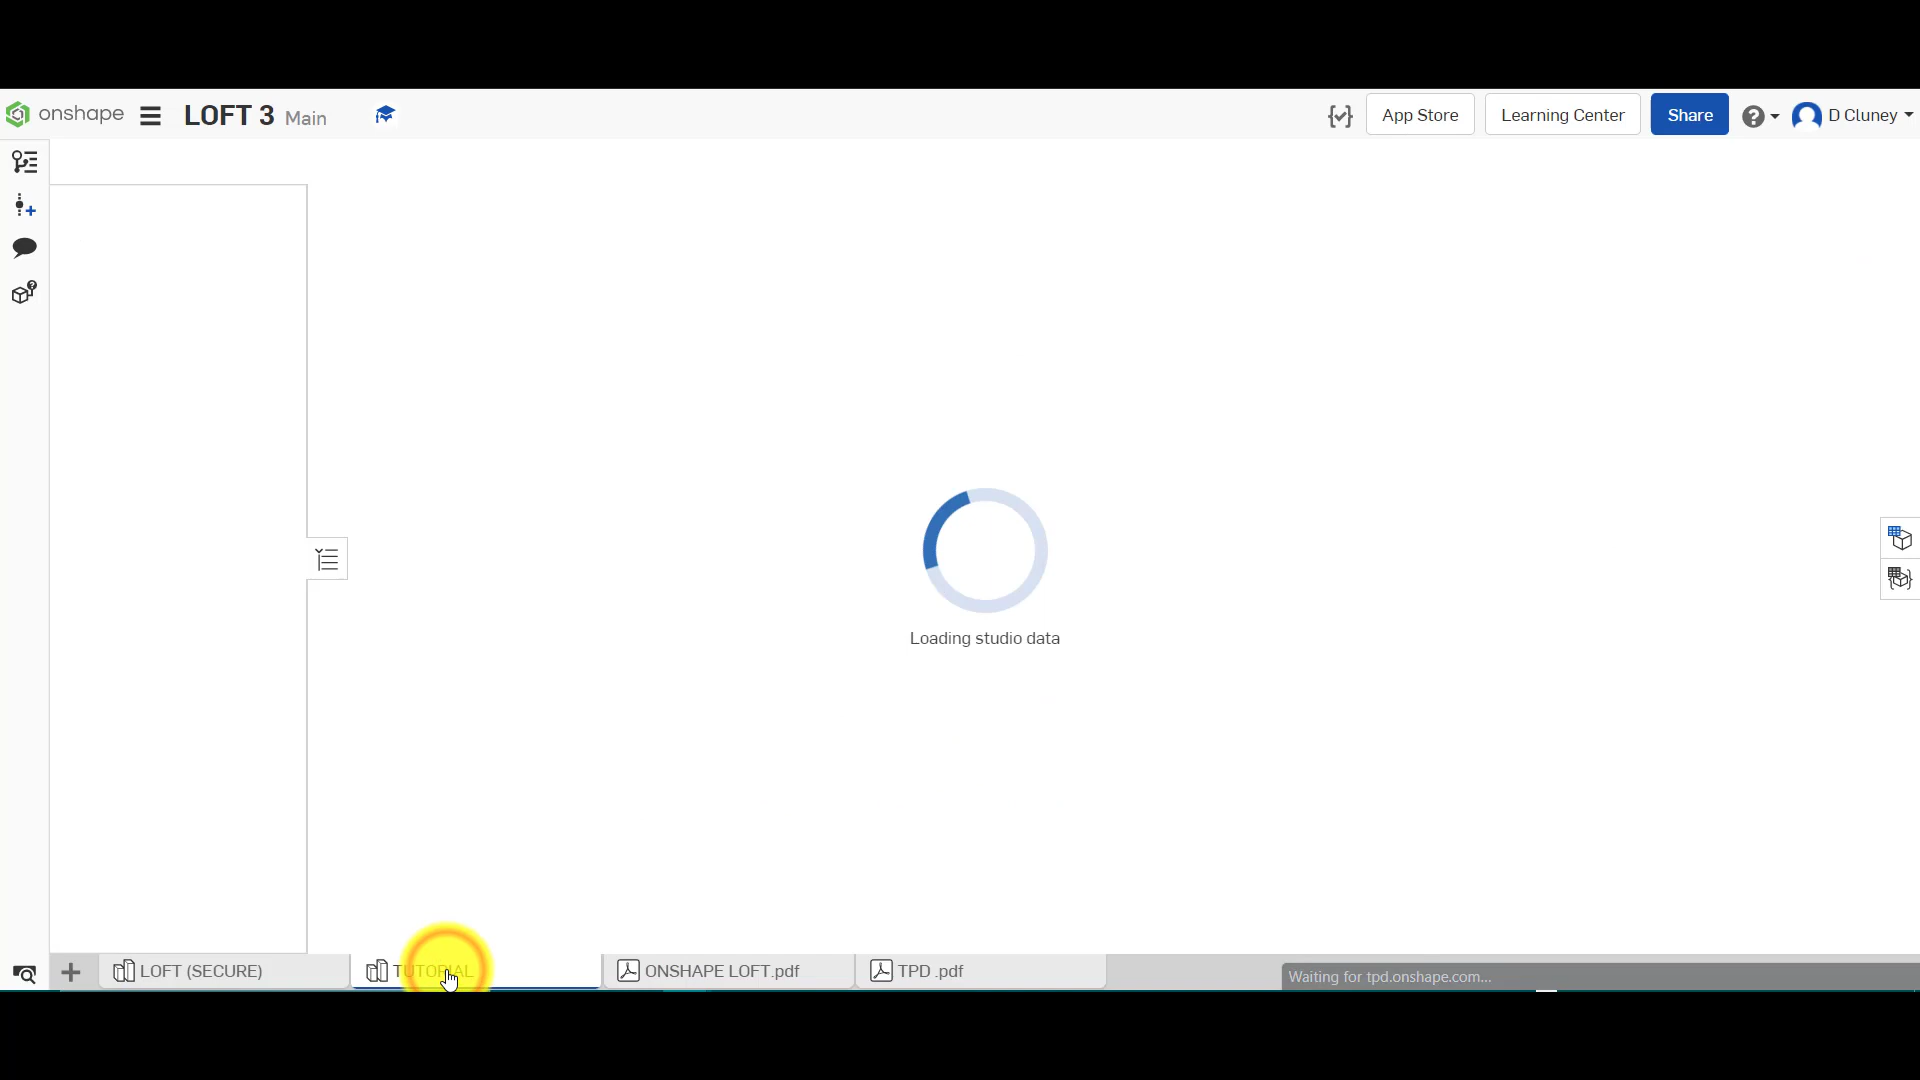 onshape LOFT 3 Main App Store Learning Center Share D Cluney
Loading studio data
LOFT (SECURE) TUTORIAL ONSHAPE LOFT.pdf TPD .pdf Waiting for tpd.onshape.com...